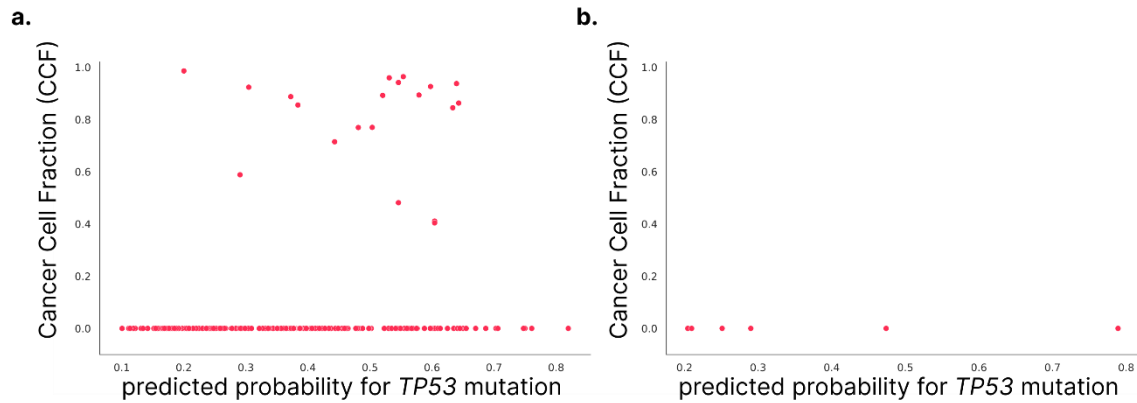 a.
Cancer Cell Fraction (CCF)
1.0
0.8
0.6
0.4
0.2
0.0
0.1 0.2 0.3 0.4 0.5 0.6 0.7 0.8
predicted probability for TP53 mutation
b.
Cancer Cell Fraction (CCF)
1.0
0.8
0.6
0.4
0.2
0.0
0.2 0.3 0.4 0.5 0.6 0.7 0.8
predicted probability for TP53 mutation